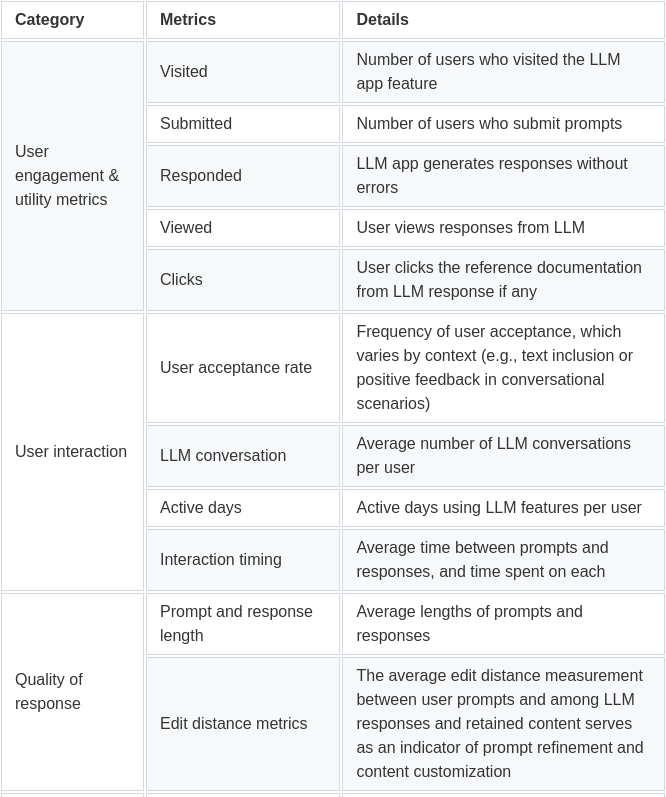 Category
Metrics
Details
User
engagement &
utility metrics
Visited
Number of users who visited the LLM
app feature
Submitted
Number of users who submit prompts
Responded
LLM app generates responses without
errors
Viewed
User views responses from LLM
Clicks
User clicks the reference documentation
from LLM response if any
User interaction
User acceptance rate
Frequency of user acceptance, which
varies by context (e.g., text inclusion or
positive feedback in conversational
scenarios)
LLM conversation
Average number of LLM conversations
per user
Active days
Active days using LLM features per user
Interaction timing
Average time between prompts and
responses, and time spent on each
Quality of
response
Prompt and response
length
Average lengths of prompts and
responses
Edit distance metrics
The average edit distance measurement
between user prompts and among LLM
responses and retained content serves
as an indicator of prompt refinement and
content customization